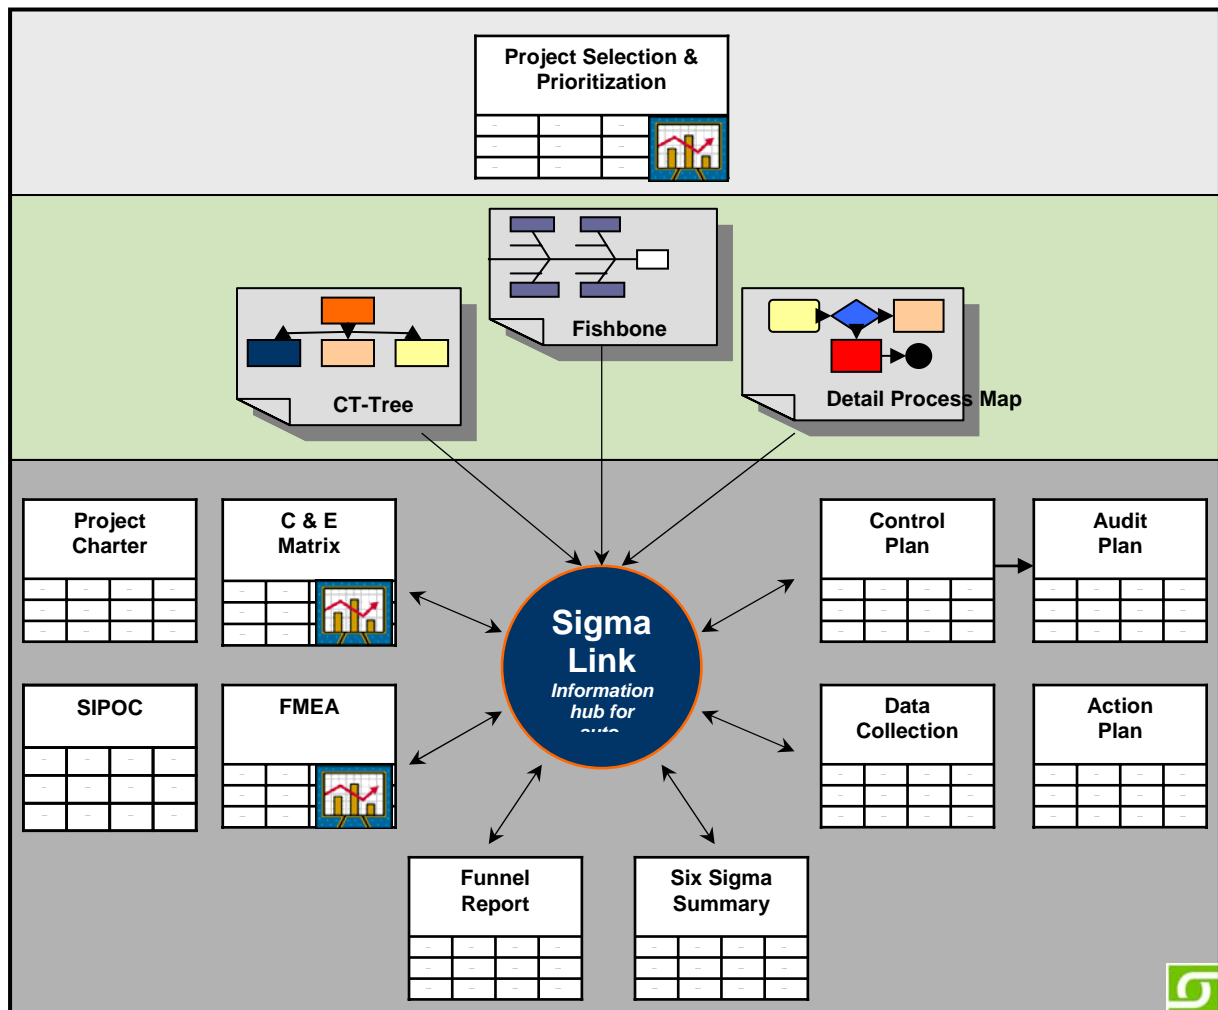 Project Selection &
Prioritization
Fishbone
CT-Tree
Detail Process Map
Project
Charter
C & E
Matrix
Control
Plan
Audit
Plan
Sigma
Link
Information
hub for
SIPOC
FMEA
Data
Collection
Action
Plan
Funnel
Report
Six Sigma
Summary